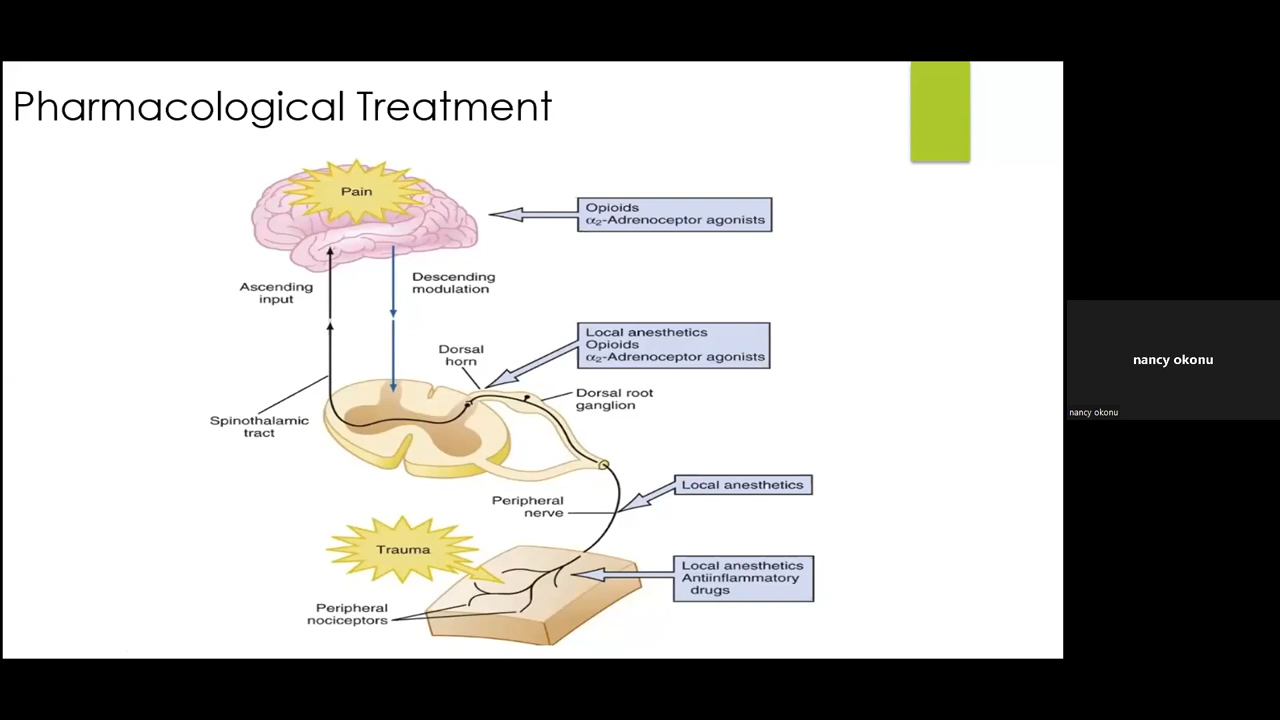 Pharmacological Treatment
Pain
Opioids
α₂-Adrenoceptor agonists
Ascending
input
Descending
modulation
Local anesthetics
Opioids
α₂-Adrenoceptor agonists
Dorsal
horn
Dorsal root
ganglion
Spinothalamic
tract
Local anesthetics
Peripheral
nerve
Trauma
Local anesthetics
Antiinflammatory
drugs
Peripheral
nociceptors
nancy okonu
nancy okonu